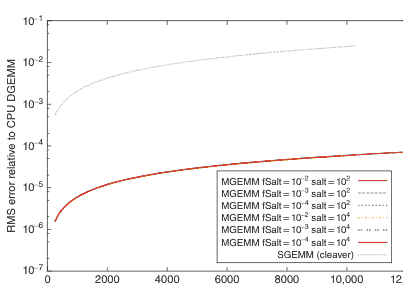 10⁻¹
10⁻²
10⁻³
10⁻⁴
10⁻⁵
10⁻⁶
10⁻⁷
RMS error relative to CPU DGEMM
MGEMM fSalt = 10⁻² salt = 10²
MGEMM fSalt = 10⁻³ salt = 10²
MGEMM fSalt = 10⁻⁴ salt = 10²
MGEMM fSalt = 10⁻² salt = 10⁴
MGEMM fSalt = 10⁻³ salt = 10⁴
MGEMM fSalt = 10⁻⁴ salt = 10⁴
SGEMM (cleaver)
0 2000 4000 6000 8000 10,000